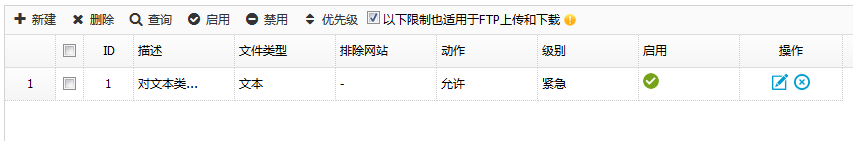 新建 删除 查询 启用 禁用 优先级 以下限制也适用于FTP上传和下载
ID 描述 文件类型 排除网站 动作 级别 启用 操作
1 1 对文本类... 文本 - 允许 紧急